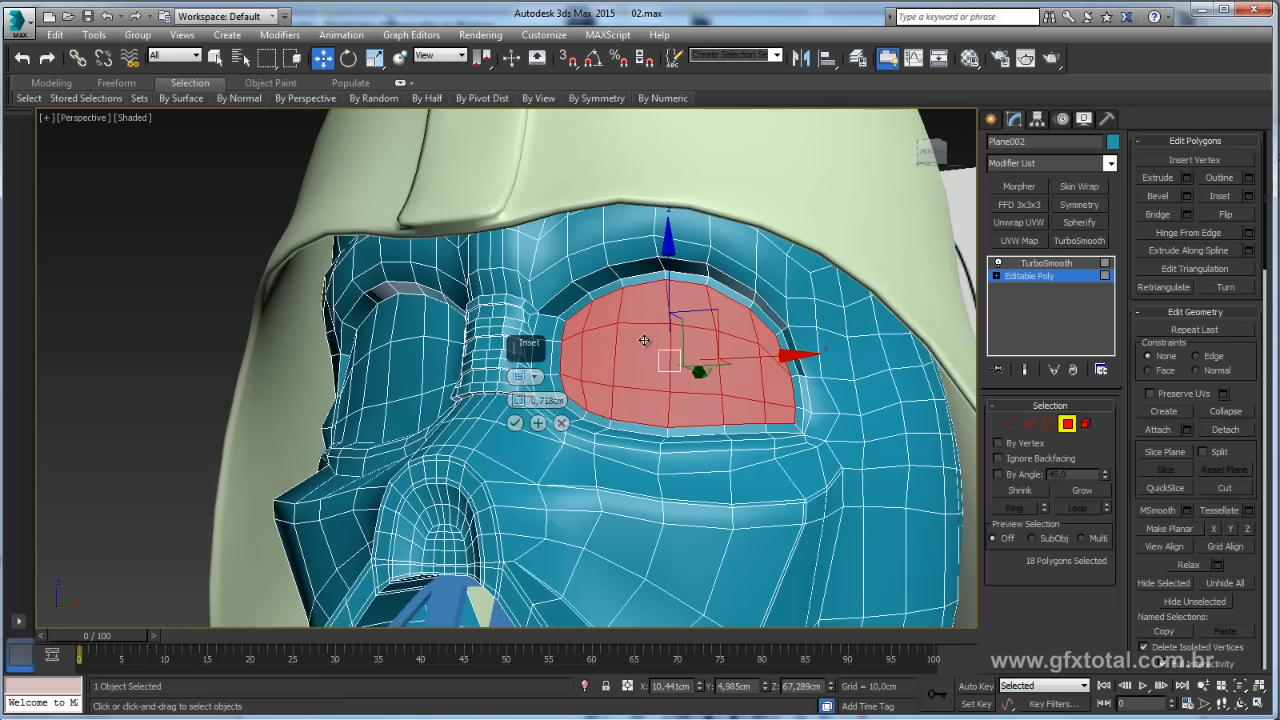 Workspace: Default
Autodesk 3ds Max 2015 02.max
Type a keyword or phrase
MAX
Edit Tools Group Views Create Modifiers Animation Graph Editors Rendering Customize MAXScript Help
All
View
Create Selection Se
Modeling Freeform Selection Object Paint Populate
Select Stored Selections Sets By Surface By Normal By Perspective By Random By Half By Pivot Dist By View By Symmetry By Numeric
[+] [Perspective] [Shaded]
Inset
0,718cm
z
x
y
Plane002
Modifier List
Morpher Skin Wrap
FFD 3x3x3 Symmetry
Unwrap UVW Spherify
UVW Map TurboSmooth
TurboSmooth
Editable Poly
Selection
By Vertex
Ignore Backfacing
By Angle: 45,0
Shrink Grow
Ring Loop
Preview Selection
Off SubObj Multi
18 Polygons Selected
Edit Polygons
Insert Vertex
Extrude Outline
Bevel Inset
Bridge Flip
Hinge From Edge
Extrude Along Spline
Edit Triangulation
Retriangulate Turn
Edit Geometry
Repeat Last
Constraints
None Edge
Face Normal
Preserve UVs
Create Collapse
Attach Detach
Slice Plane Split
Slice Reset Plane
QuickSlice Cut
MSmooth Tessellate
Make Planar X Y Z
View Align Grid Align
Relax
Hide Selected Unhide All
Hide Unselected
Named Selections:
Copy Paste
Delete Isolated Vertices
Full Interactivity
www.gfxtotal.com.br
0 / 100
0 5 10 15 20 25 30 35 40 45 50 55 60 65 70 75 80 85 90 95 100
1 Object Selected
X: 10,441cm Y: 4,985cm Z: 67,289cm Grid = 10,0cm
Auto Key Selected
Welcome to M
Click or click-and-drag to select objects
Add Time Tag
Set Key Key Filters... 0